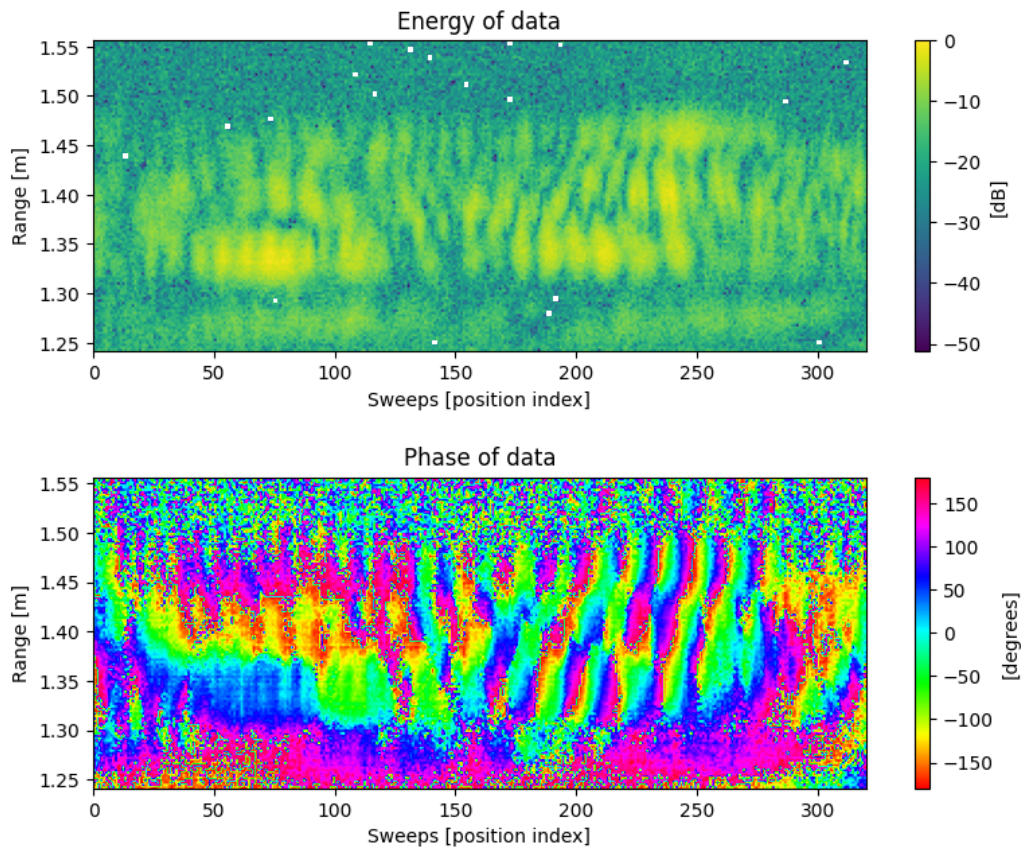 Energy of data
1.55
1.50
1.45
1.40
1.35
1.30
1.25
Range [m]
0 50 100 150 200 250 300
Sweeps [position index]
0
−10
−20
−30
−40
−50
[dB]
Phase of data
1.55
1.50
1.45
1.40
1.35
1.30
1.25
Range [m]
0 50 100 150 200 250 300
Sweeps [position index]
150
100
50
0
−50
−100
−150
[degrees]